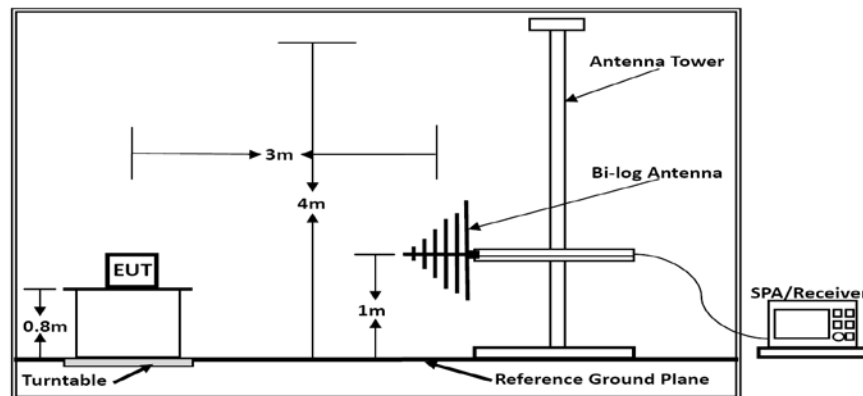 Antenna Tower
3m
Bi-log Antenna
4m
EUT
1m
SPA/Receiver
0.8m
Turntable
Reference Ground Plane